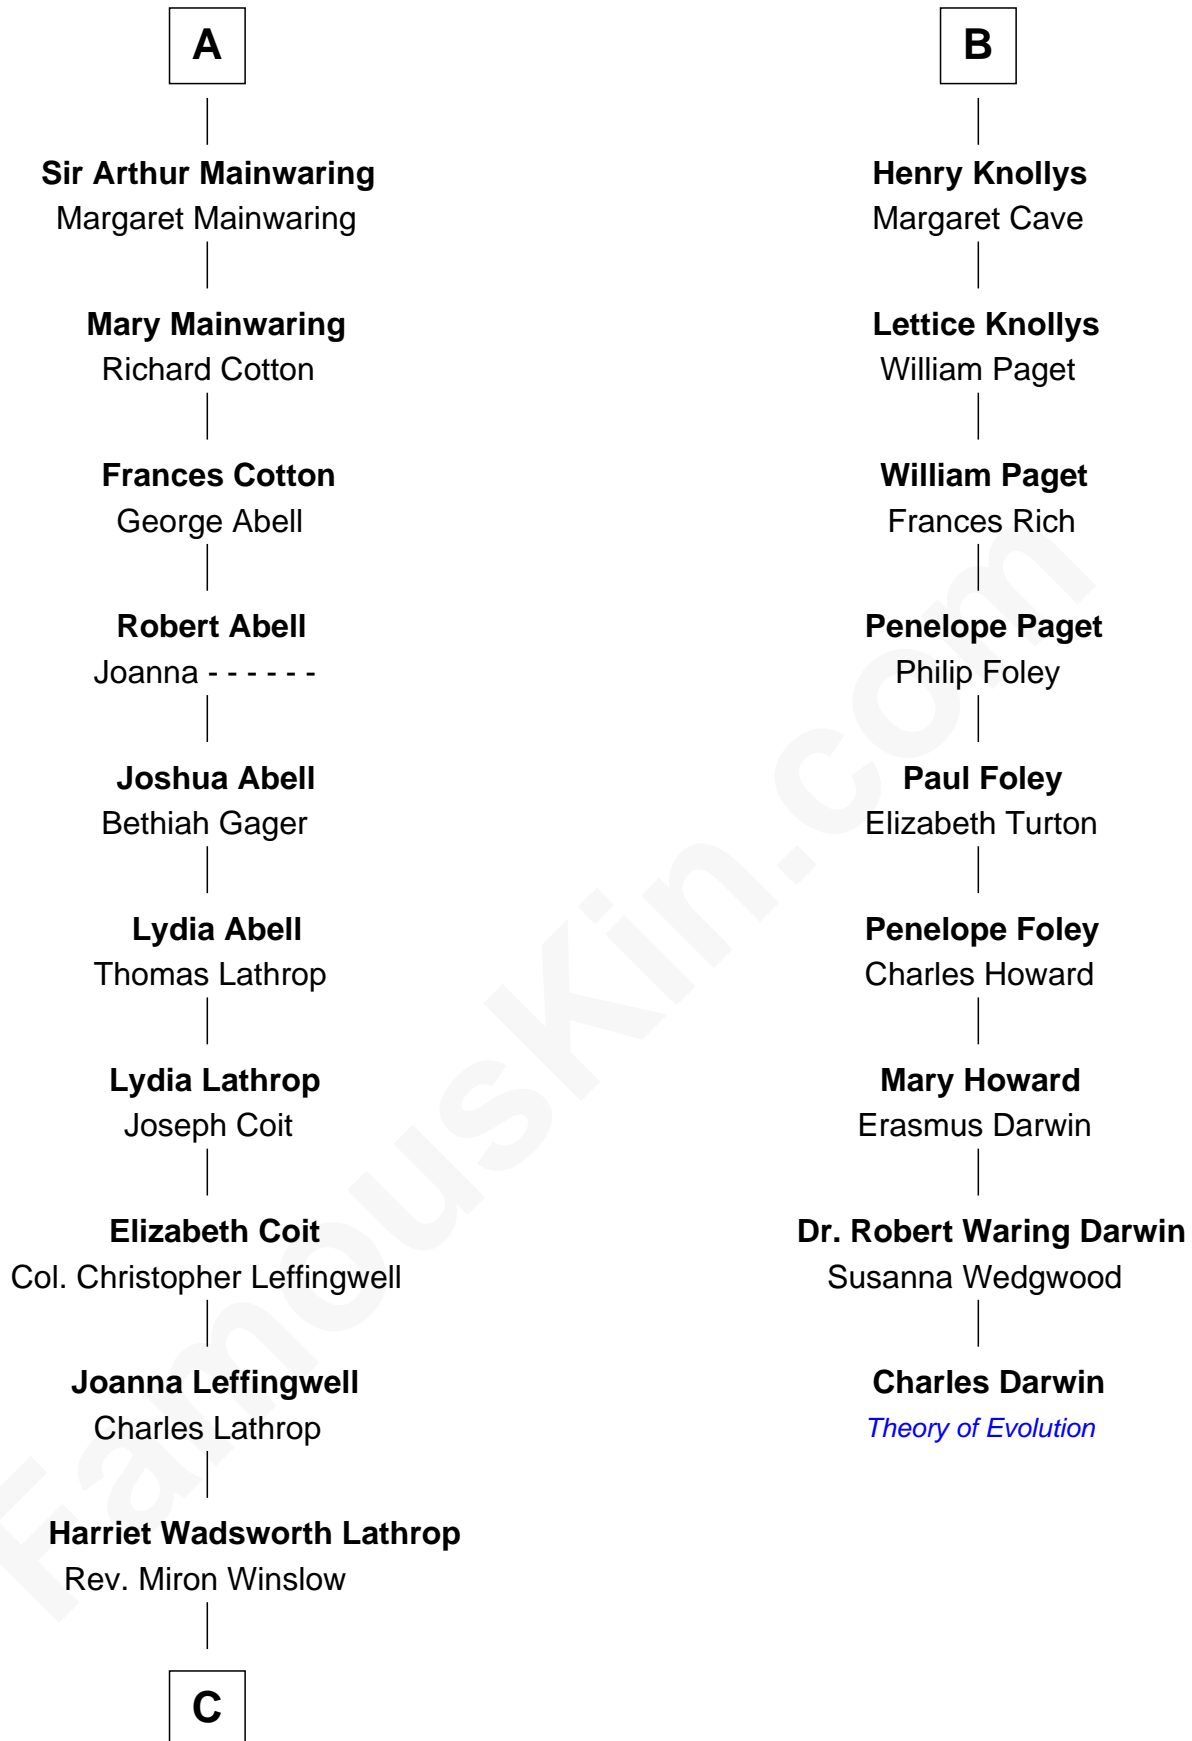 A
Sir Arthur Mainwaring
Margaret Mainwaring
Mary Mainwaring
Richard Cotton
Frances Cotton
George Abell
Robert Abell
Joanna - - - - - -
Joshua Abell
Bethiah Gager
Lydia Abell
Thomas Lathrop
Lydia Lathrop
Joseph Coit
Elizabeth Coit
Col. Christopher Leffingwell
Joanna Leffingwell
Charles Lathrop
Harriet Wadsworth Lathrop
Rev. Miron Winslow
C
B
Henry Knollys
Margaret Cave
Lettice Knollys
William Paget
William Paget
Frances Rich
Penelope Paget
Philip Foley
Paul Foley
Elizabeth Turton
Penelope Foley
Charles Howard
Mary Howard
Erasmus Darwin
Dr. Robert Waring Darwin
Susanna Wedgwood
Charles Darwin
Theory of Evolution
FamousKin.com